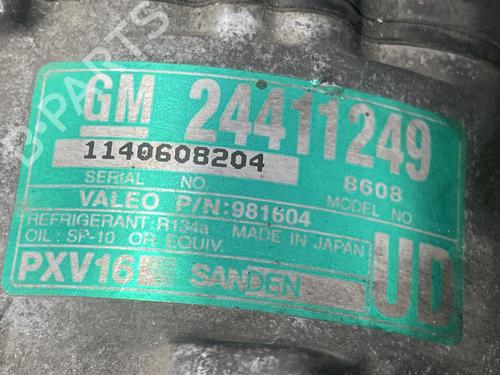 B-PARTS
GM 24411249
1140608204 8608
SERIAL NO. MODEL NO.
VALEO P/N:981604
REFRIGERANT:R134a MADE IN JAPAN
OIL: SP-10 OR EQUIV. UD
PXV16 SANDEN